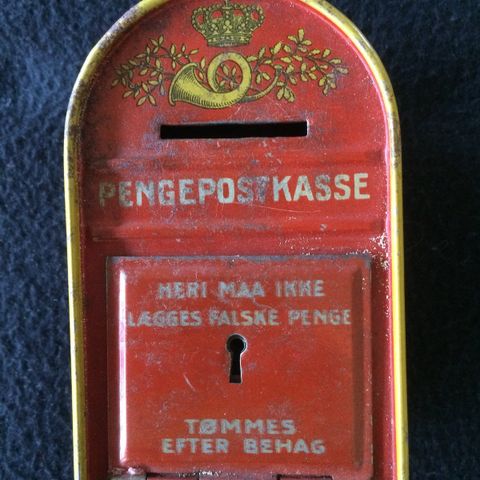 PENGEPOSTKASSE
HERI MAA IKKE
LÆGGES FALSKE PENGE
TØMMES
EFTER BEHAG